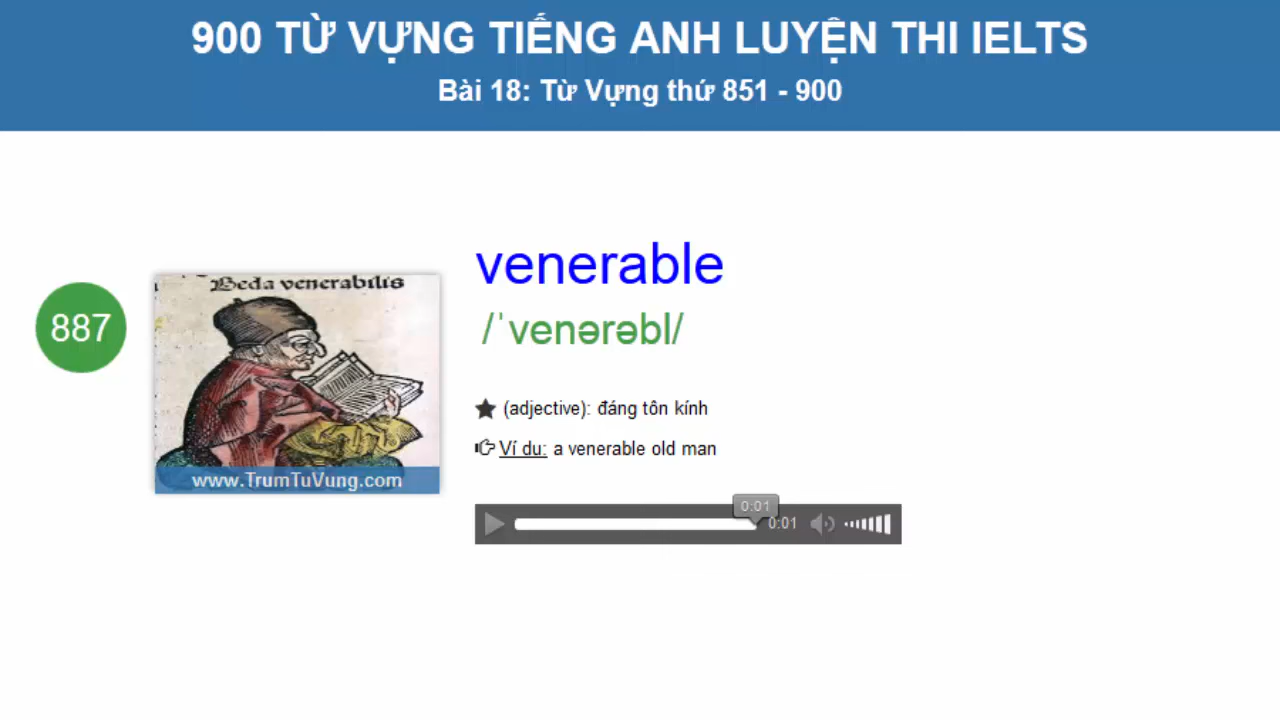 900 TỪ VỰNG TIẾNG ANH LUYỆN THI IELTS
Bài 18: Từ Vựng thứ 851 - 900
887
Beda venerabilis
www.TrumTuVung.com
venerable
/ˈvenərəbl/
(adjective): đáng tôn kính
Ví du: a venerable old man
0:01
0:01